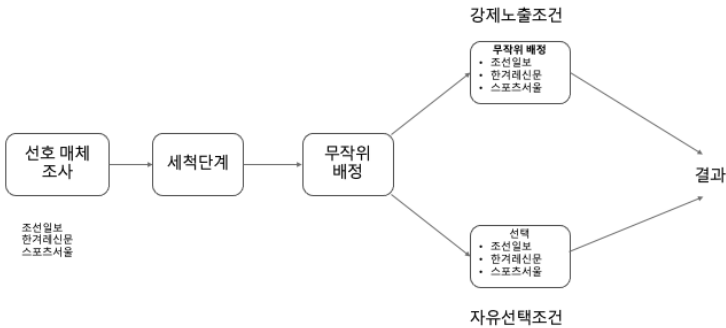 강제노출조건
무작위 배정
• 조선일보
• 한겨레신문
• 스포츠서울
선호 매체
조사
세척단계
무작위
배정
결과
조선일보
한겨레신문
스포츠서울
선택
• 조선일보
• 한겨레신문
• 스포츠서울
자유선택조건